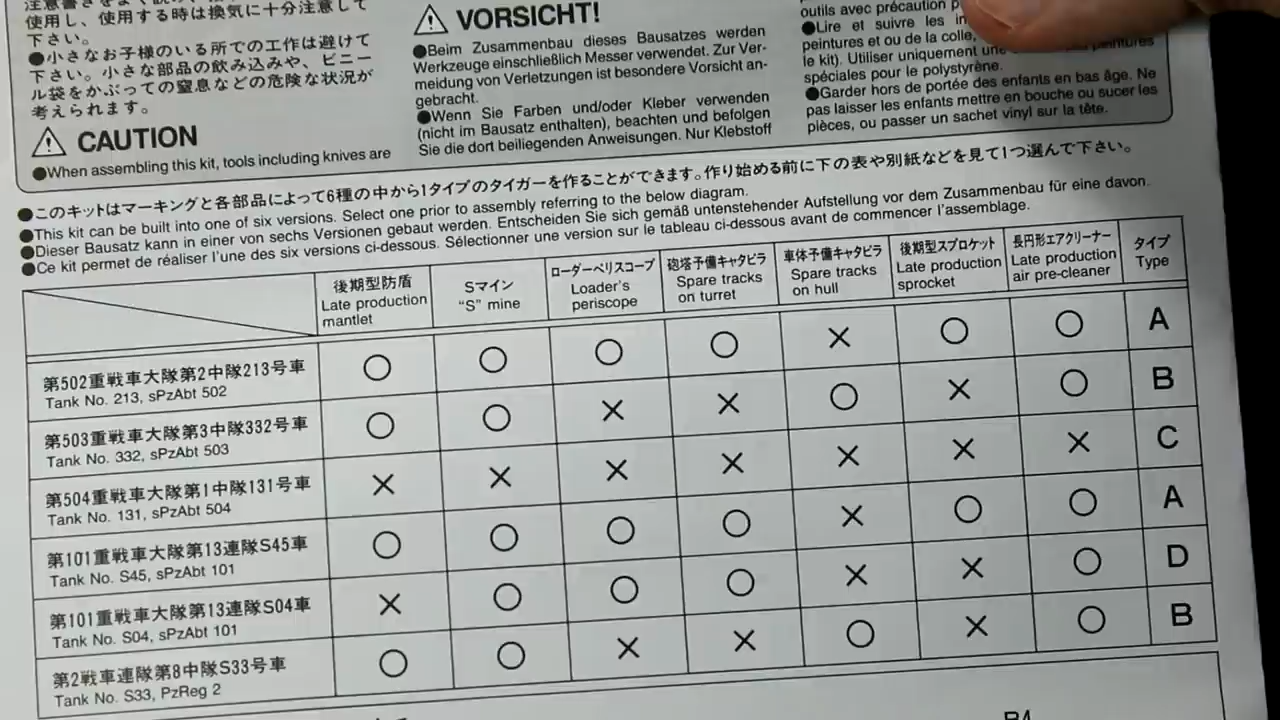 使用し、使用する時は換気に十分注意して
下さい。
●小さなお子様のいる所での工作は避けて
下さい。小さな部品の飲み込みや、ビニー
ル袋をかぶっての窒息などの危険な状況が
考えられます。
CAUTION
●When assembling this kit, tools including knives are
VORSICHT!
●Beim Zusammenbau dieses Bausatzes werden
Werkzeuge einschließlich Messer verwendet. Zur Ver-
meidung von Verletzungen ist besondere Vorsicht an-
gebracht.
●Wenn Sie Farben und/oder Kleber verwenden
(nicht im Bausatz enthalten), beachten und befolgen
Sie die dort beiliegenden Anweisungen. Nur Klebstoff
outils avec précaution
●Lire et suivre les
peintures et ou de la colle,
le kit). Utiliser uniquement une peintures
spéciales pour le polystyrène.
●Garder hors de portée des enfants en bas âge. Ne
pas laisser les enfants mettre en bouche ou sucer les
pièces, ou passer un sachet vinyl sur la tête.
●このキットはマーキングと各部品によって6種の中から1タイプのタイガーを作ることができます。作り始める前に下の表や別紙などを見て1つ選んで下さい。
●This kit can be built into one of six versions. Select one prior to assembly referring to the below diagram.
●Dieser Bausatz kann in einer von sechs Versionen gebaut werden. Entscheiden Sie sich gemäß untenstehender Aufstellung vor dem Zusammenbau für eine davon.
●Ce kit permet de réaliser l'une des six versions ci-dessous. Sélectionner une version sur le tableau ci-dessous avant de commencer l'assemblage.
後期型防盾
Late production
mantlet
Sマイン
"S" mine
ローダーペリスコープ
Loader's
periscope
砲塔予備キャタピラ
Spare tracks
on turret
車体予備キャタピラ
Spare tracks
on hull
後期型スプロケット
Late production
sprocket
長円形エアクリーナー
Late production
air pre-cleaner
タイプ
Type
第502重戦車大隊第2中隊213号車
Tank No. 213, sPzAbt 502
○ ○ ○ ○ × ○ ○ A
第503重戦車大隊第3中隊332号車
Tank No. 332, sPzAbt 503
○ ○ × × ○ × ○ B
第504重戦車大隊第1中隊131号車
Tank No. 131, sPzAbt 504
× × × × × × × C
第101重戦車大隊第13連隊S45車
Tank No. S45, sPzAbt 101
○ ○ ○ ○ × ○ ○ A
第101重戦車大隊第13連隊S04車
Tank No. S04, sPzAbt 101
× ○ ○ ○ × × ○ D
第2戦車連隊第8中隊S33号車
Tank No. S33, PzReg 2
○ ○ × × ○ × ○ B